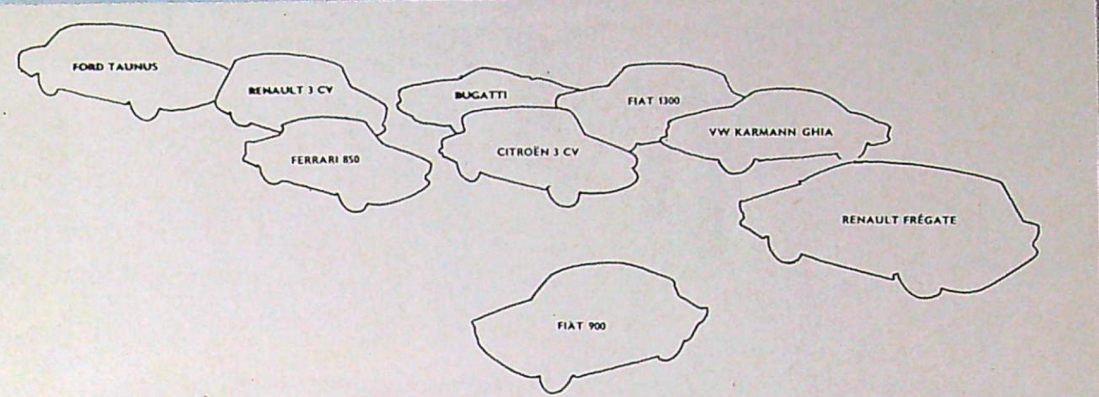 FORD TAUNUS
RENAULT 3 CV
BUGATTI
FIAT 1300
VW KARMANN GHIA
FERRARI 850
CITROËN 3 CV
RENAULT FRÉGATE
FIAT 900